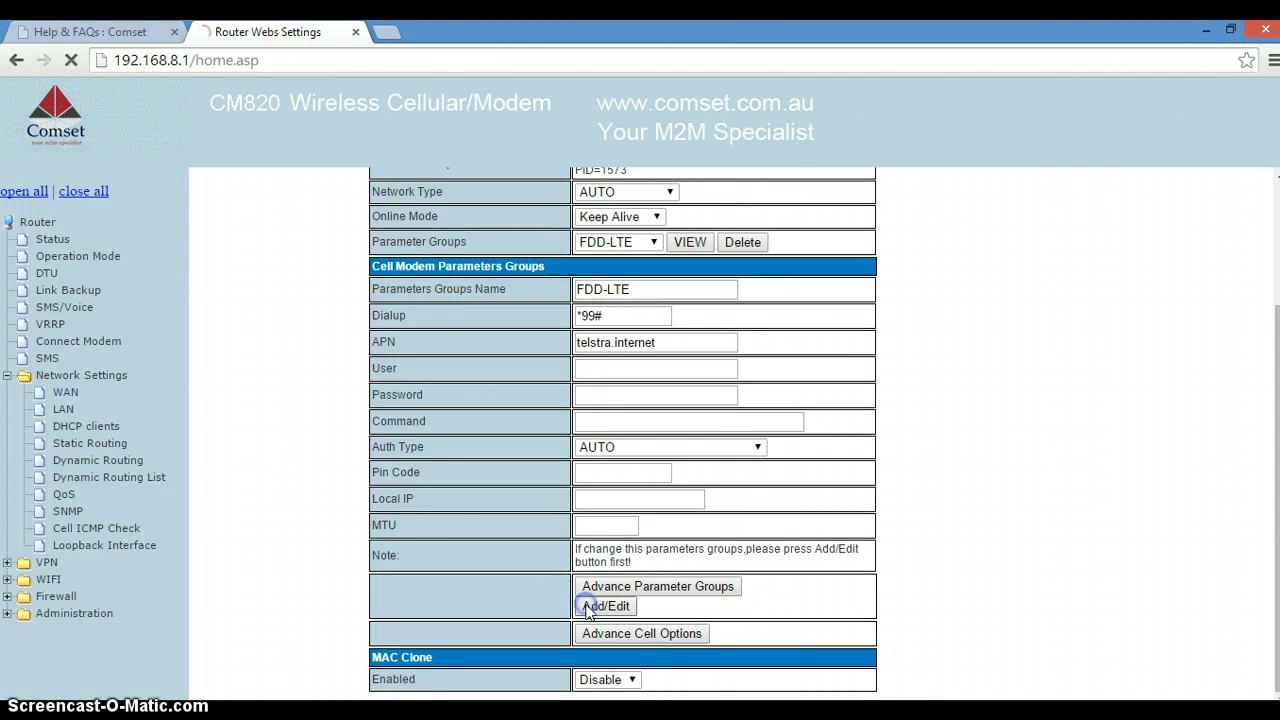 Help & FAQs : Comset
Router Webs Settings
192.168.8.1/home.asp
Comset
your m2m specialist
CM820 Wireless Cellular/Modem
www.comset.com.au
Your M2M Specialist
open all | close all
Router
Status
Operation Mode
DTU
Link Backup
SMS/Voice
VRRP
Connect Modem
SMS
Network Settings
WAN
LAN
DHCP clients
Static Routing
Dynamic Routing
Dynamic Routing List
QoS
SNMP
Cell ICMP Check
Loopback Interface
VPN
WIFI
Firewall
Administration
PID=1573
Network Type AUTO
Online Mode Keep Alive
Parameter Groups FDD-LTE VIEW Delete
Cell Modem Parameters Groups
Parameters Groups Name FDD-LTE
Dialup *99#
APN telstra.internet
User
Password
Command
Auth Type AUTO
Pin Code
Local IP
MTU
Note: If change this parameters groups,please press Add/Edit
button first!
Advance Parameter Groups
Add/Edit
Advance Cell Options
MAC Clone
Enabled Disable
Screencast-O-Matic.com